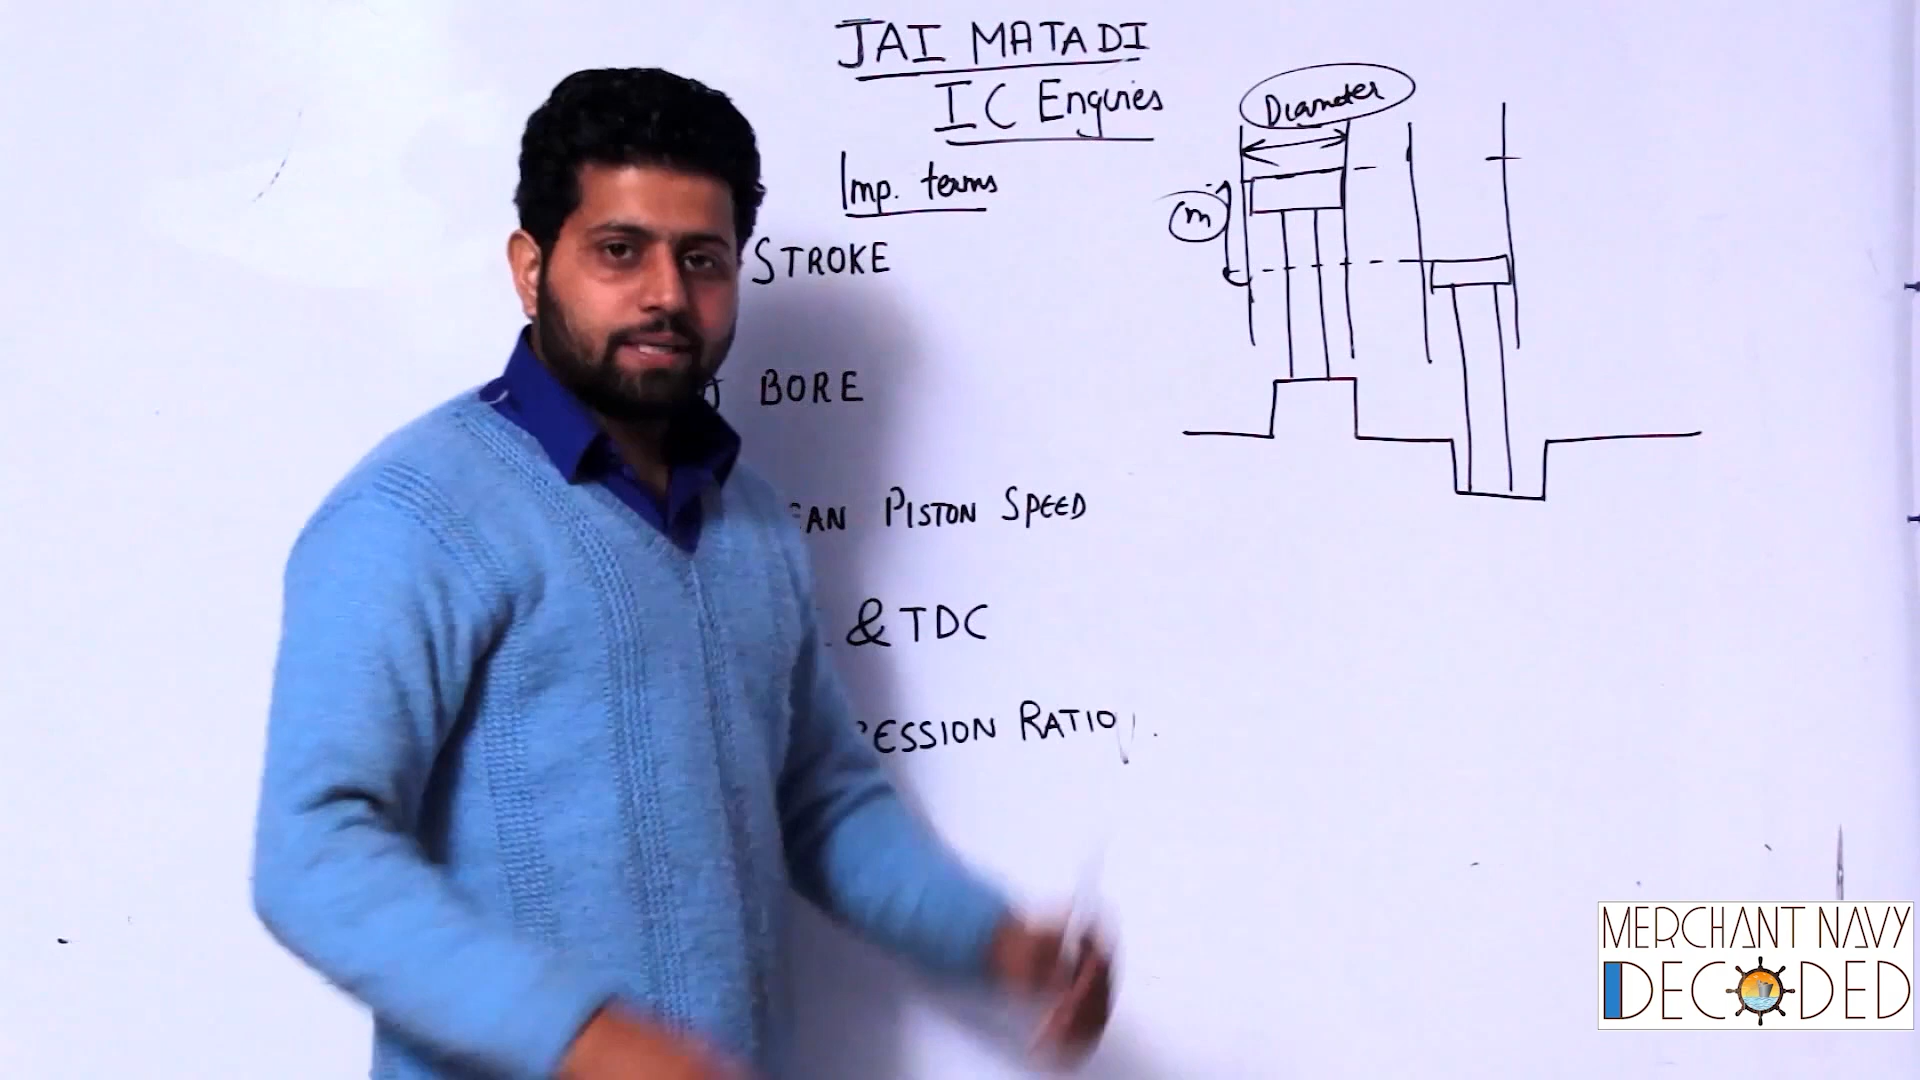 JAI MATADI
IC Engines
Imp. terms
STROKE
BORE
PISTON SPEED
& TDC
RATIO
Diameter
m
MERCHANT NAVY
DECODED